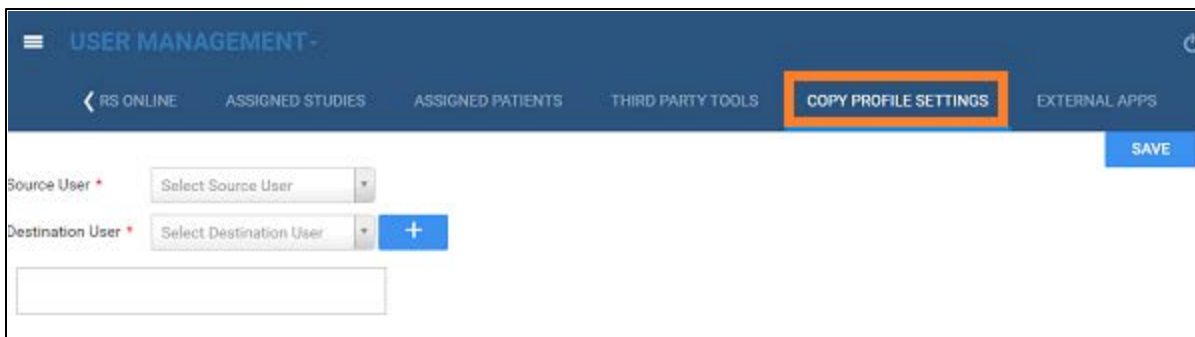 USER MANAGEMENT-
RS ONLINE ASSIGNED STUDIES ASSIGNED PATIENTS THIRD PARTY TOOLS COPY PROFILE SETTINGS EXTERNAL APPS
SAVE
Source User * Select Source User
Destination User * Select Destination User +